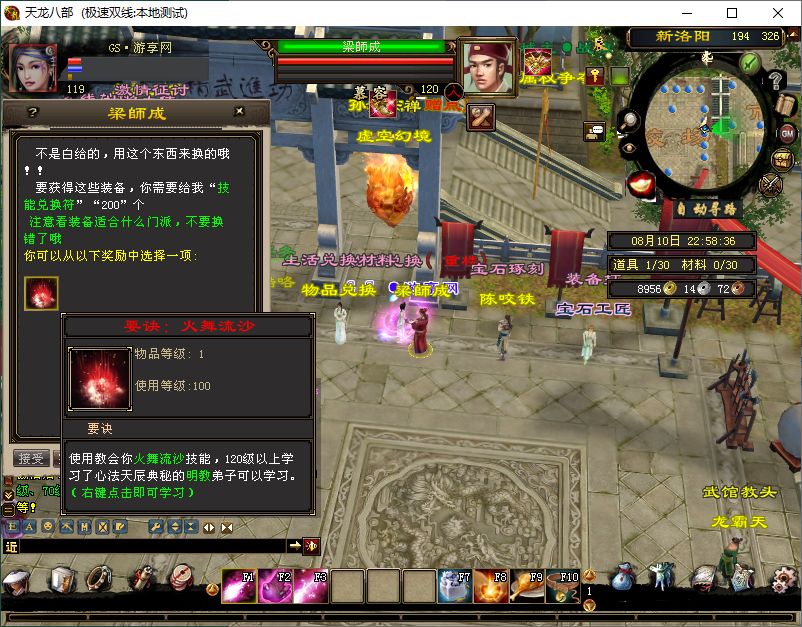 天龙八部 (极速双线:本地测试)
GS·游享网
119
激情征讨
梁師成
120
新洛阳 194 326
GM
自动寻路
08月10日 22:58:36
道具 1/30 材料 0/30
8956 14 72
虚空幻境
生活兑换材料兑换(重楼)
宝石琢刻
物品兑换
梁師成
陈咬铁
宝石工匠
武馆教头
龙霸天
? 梁師成
不是白给的，用这个东西来换的哦
！！
要获得这些装备，你需要给我“技
能兑换符”“200”个
注意看装备适合什么门派，不要换
错了哦
你可以从以下奖励中选择一项:
要诀: 火舞流沙
物品等级: 1
使用等级:100
要诀
使用教会你火舞流沙技能，120级以上学
习了心法天辰典秘的明教弟子可以学习。
(右键点击即可学习)
接受
等!
近
F1 F2 F3 F7 F8 F9 F10
1